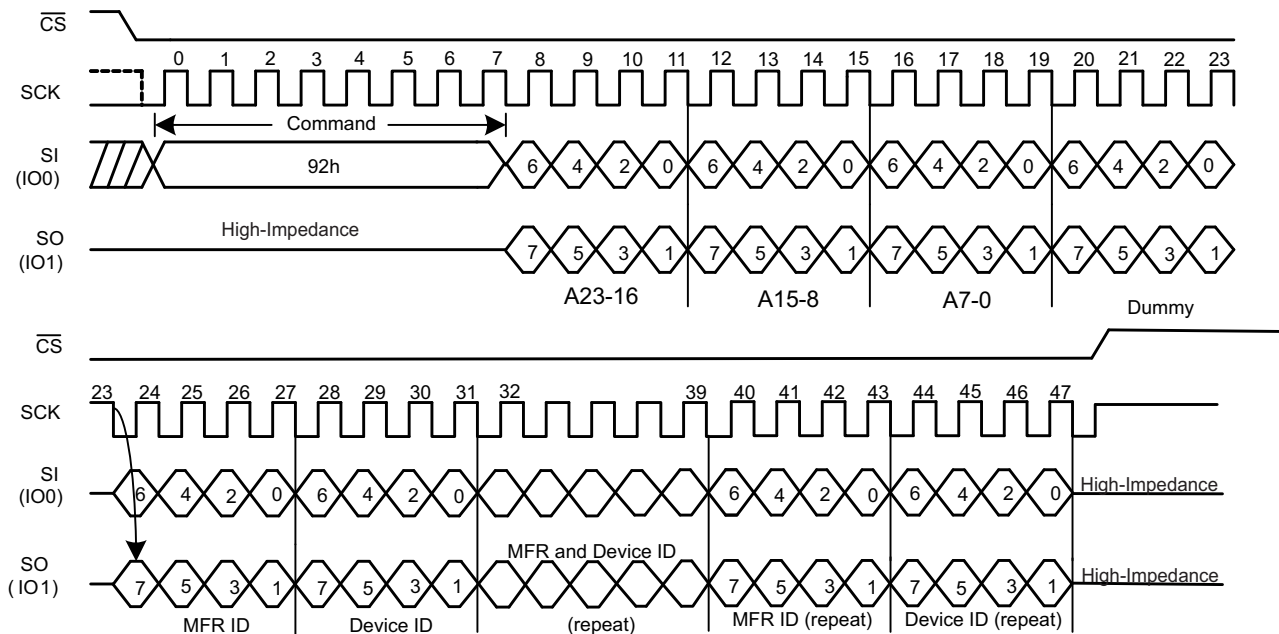 CS
0 1 2 3 4 5 6 7 8 9 10 11 12 13 14 15 16 17 18 19 20 21 22 23
SCK
Command
SI
(IO0)
92h
6 4 2 0 6 4 2 0 6 4 2 0 6 4 2 0
High-Impedance
SO
(IO1)
7 5 3 1 7 5 3 1 7 5 3 1 7 5 3 1
A23-16 A15-8 A7-0
Dummy
CS
23 24 25 26 27 28 29 30 31 32 39 40 41 42 43 44 45 46 47
SCK
SI
(IO0)
6 4 2 0 6 4 2 0 6 4 2 0 6 4 2 0
High-Impedance
MFR and Device ID
SO
(IO1)
7 5 3 1 7 5 3 1 7 5 3 1 7 5 3 1
High-Impedance
MFR ID Device ID (repeat) MFR ID (repeat) Device ID (repeat)